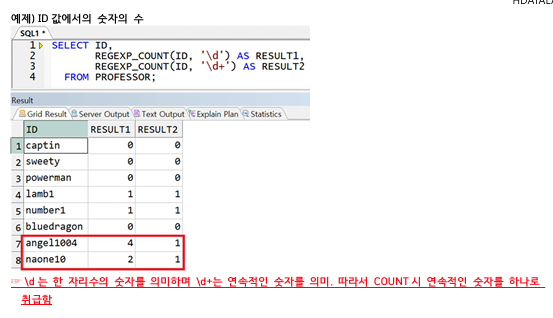 HDATALA
예제) ID 값에서의 숫자의 수
SQL1 *
1 SELECT ID,
2 REGEXP_COUNT(ID, '\d') AS RESULT1,
3 REGEXP_COUNT(ID, '\d+') AS RESULT2
4 FROM PROFESSOR;
Result
Grid Result Server Output Text Output Explain Plan Statistics
ID RESULT1 RESULT2
1 captin 0 0
2 sweety 0 0
3 powerman 0 0
4 lamb1 1 1
5 number1 1 1
6 bluedragon 0 0
7 angel1004 4 1
8 naone10 2 1
☞ \d 는 한 자리수의 숫자를 의미하며 \d+는 연속적인 숫자를 의미. 따라서 COUNT 시 연속적인 숫자를 하나로
취급함